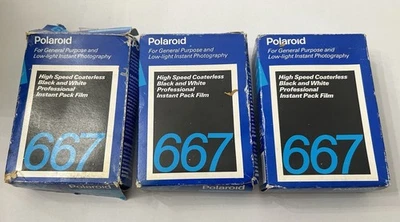 Polaroid
For General Purpose and
Low-light Instant Photography
High Speed Coaterless
Black and White
Professional
Instant Pack Film
667
Polaroid
For General Purpose and
Low-light Instant Photography
High Speed Coaterless
Black and White
Professional
Instant Pack Film
667
Polaroid
Polaroid
For General Purpose and
Low-light Instant Photography
High Speed Coaterless
Black and White
Professional
Instant Pack Film
667
Polaroid